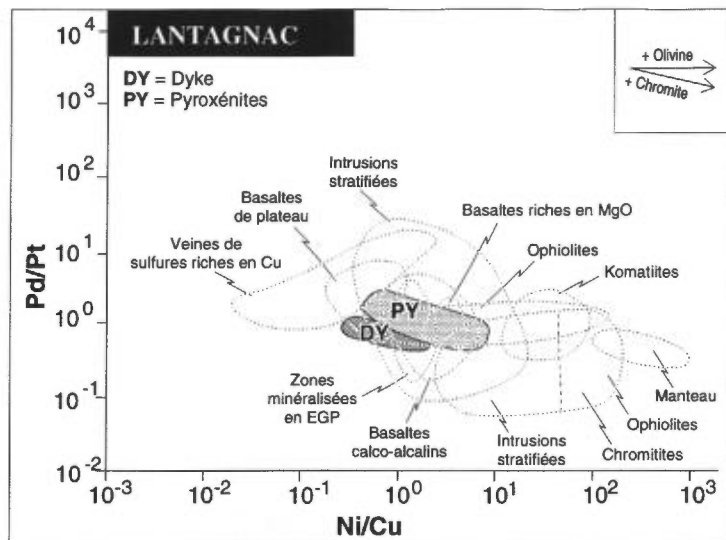 LANTAGNAC
DY = Dyke
PY = Pyroxénites
+ Olivine
+ Chromite
10^4
10^3
10^2
10^1
10^0
10^-1
10^-2
Pd/Pt
Intrusions
stratifiées
Basaltes
de plateau
Veines de
sulfures riches en Cu
Basaltes riches en MgO
Ophiolites
Komatiites
PY
DY
Zones
minéralisées
en EGP
Basaltes
calco-alcalins
Intrusions
stratifiées
Manteau
Ophiolites
Chromitites
10^-3
10^-2
10^-1
10^0
10^1
10^2
10^3
Ni/Cu